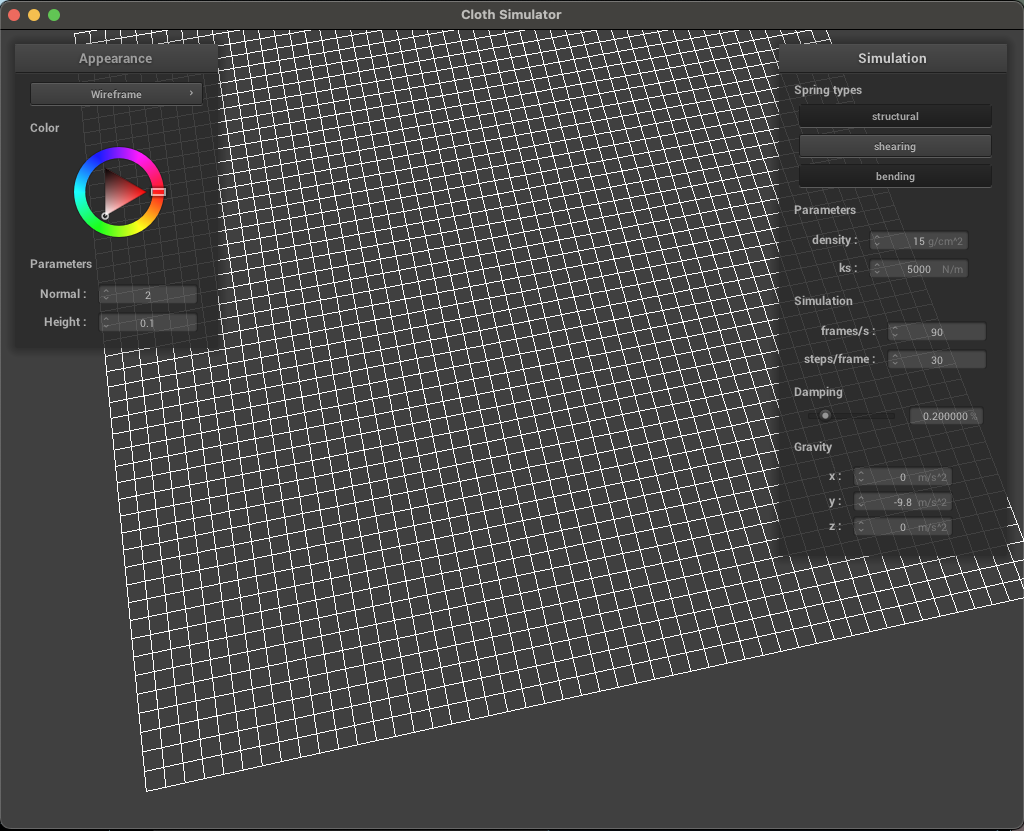 Cloth Simulator
Appearance
Wireframe ›
Color
Parameters
Normal : 2
Height : 0.1
Simulation
Spring types
structural
shearing
bending
Parameters
density : 15 g/cm^2
ks : 5000 N/m
Simulation
frames/s : 90
steps/frame : 30
Damping
0.200000 %
Gravity
x : 0 m/s^2
y : -9.8 m/s^2
z : 0 m/s^2